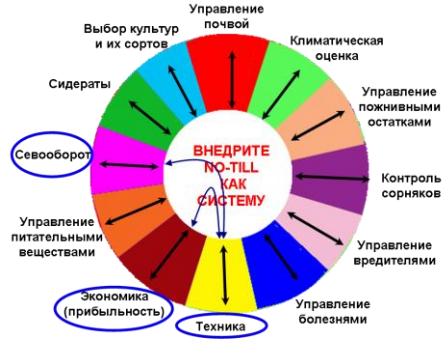 Управление
почвой
Климатическая
оценка
Управление
пожнивными
остатками
Контроль
сорняков
Управление
вредителями
Управление
болезнями
Техника
Экономика
(прибыльность)
Управление
питательными
веществами
Севооборот
Сидераты
Выбор культур
и их сортов
ВНЕДРИТЕ
NO-TILL
КАК
СИСТЕМУ